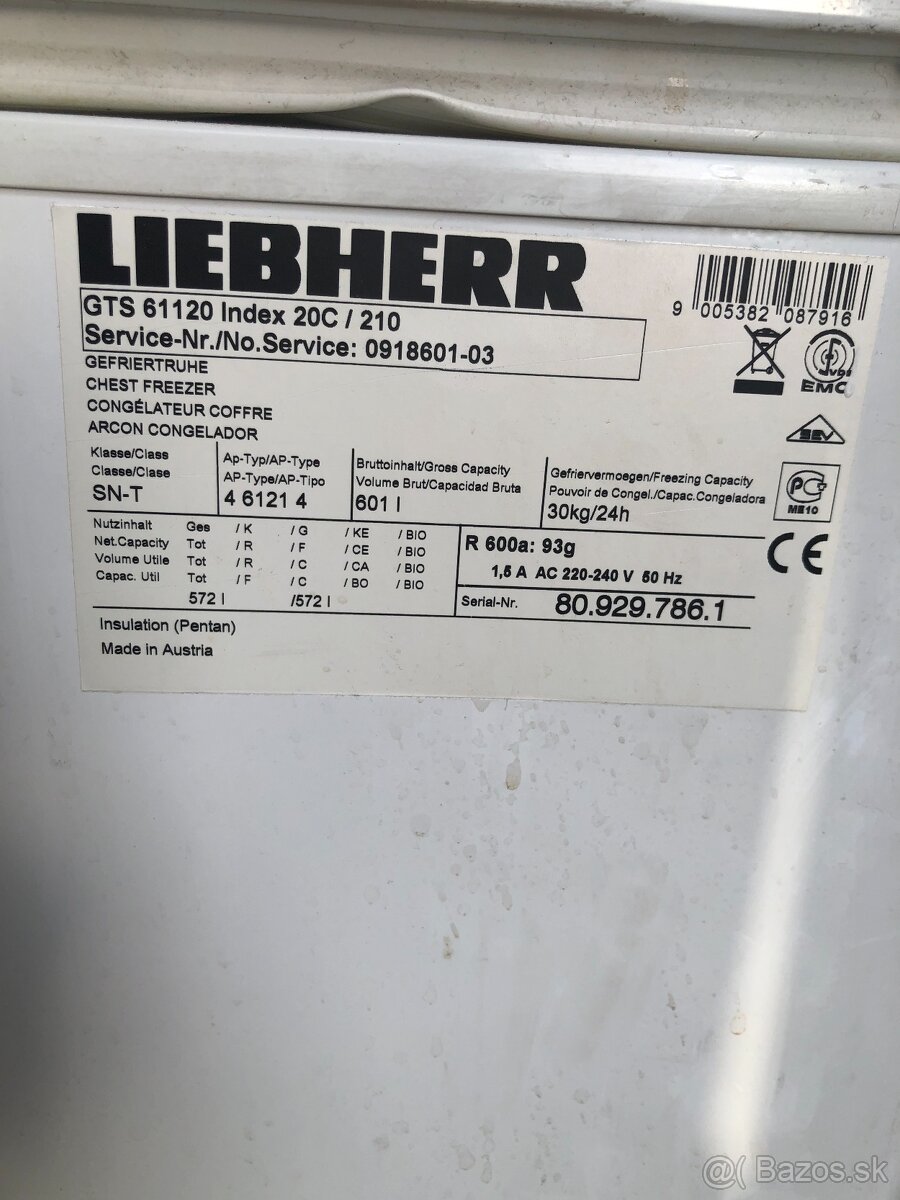 LIEBHERR
GTS 61120 Index 20C / 210
Service-Nr./No.Service: 0918601-03
9 005382 087916
EMC
GEFRIERTRUHE
CHEST FREEZER
CONGÉLATEUR COFFRE
ARCON CONGELADOR
SEV
Klasse/Class
Classe/Clase
SN-T
Ap-Typ/AP-Type
AP-Type/AP-Tipo
4 6121 4
Bruttoinhalt/Gross Capacity
Volume Brut/Capacidad Bruta
601 l
Gefriervermoegen/Freezing Capacity
Pouvoir de Congel./Capac.Congeladora
30kg/24h
ME10
Nutzinhalt Ges / K / G / KE / BIO
Net.Capacity Tot / R / F / CE / BIO
Volume Utile Tot / R / C / CA / BIO
Capac. Util Tot / F / C / BO / BIO
572 l /572 l
R 600a: 93g
1,5 A AC 220-240 V 50 Hz
CE
Serial-Nr. 80.929.786.1
Insulation (Pentan)
Made in Austria
@( Bazos.sk